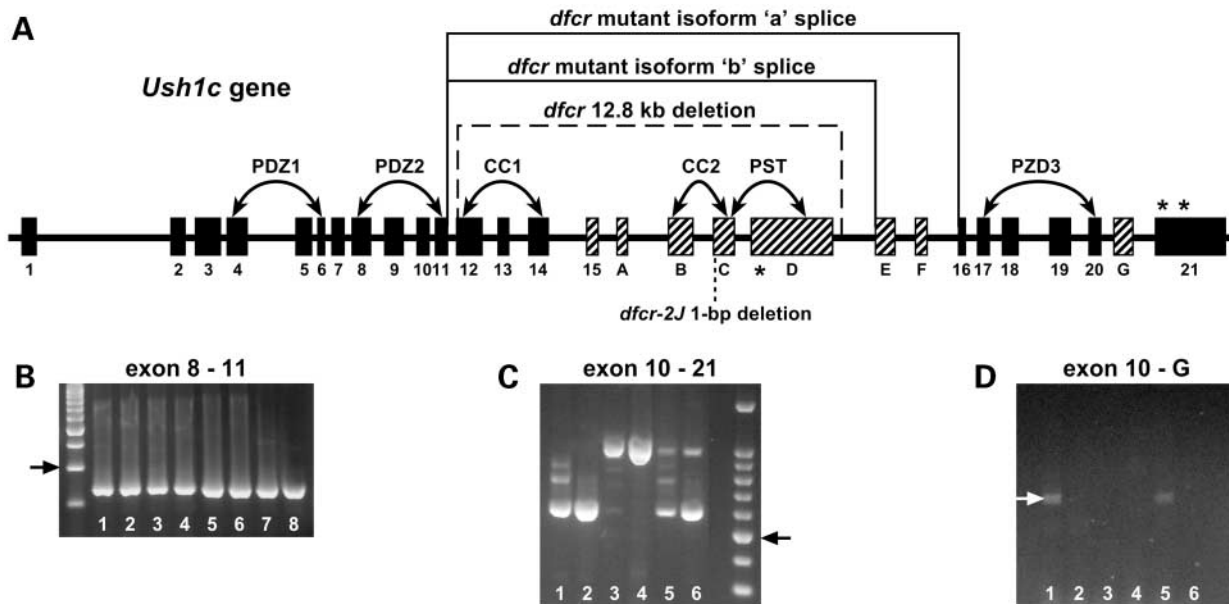 A
dfcr mutant isoform ‘a’ splice
Ush1c gene
dfcr mutant isoform ‘b’ splice
dfcr 12.8 kb deletion
PDZ1 PDZ2 CC1 CC2 PST PZD3
* *
*
1 2 3 4 5 6 7 8 9 10 11 12 13 14 15 A B C D E F 16 17 18 19 20 G 21
dfcr-2J 1-bp deletion
B
exon 8 - 11
1 2 3 4 5 6 7 8
C
exon 10 - 21
1 2 3 4 5 6
D
exon 10 - G
1 2 3 4 5 6